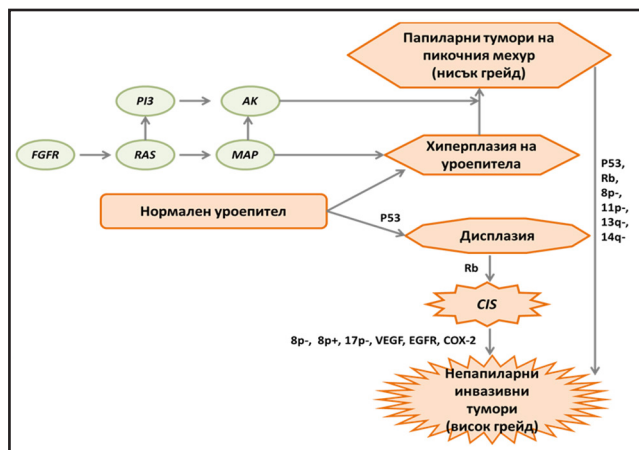 Папиларни тумори на
пикочния мехур
(нисък грейд)
PI3
AK
FGFR
RAS
MAP
Хиперплазия на
уроепитела
P53,
Rb,
8p-,
11p-,
13q-,
14q-
Нормален уроепител
P53
Дисплазия
Rb
CIS
8p-, 8p+, 17p-, VEGF, EGFR, COX-2
Непапиларни
инвазивни
тумори
(висок грейд)